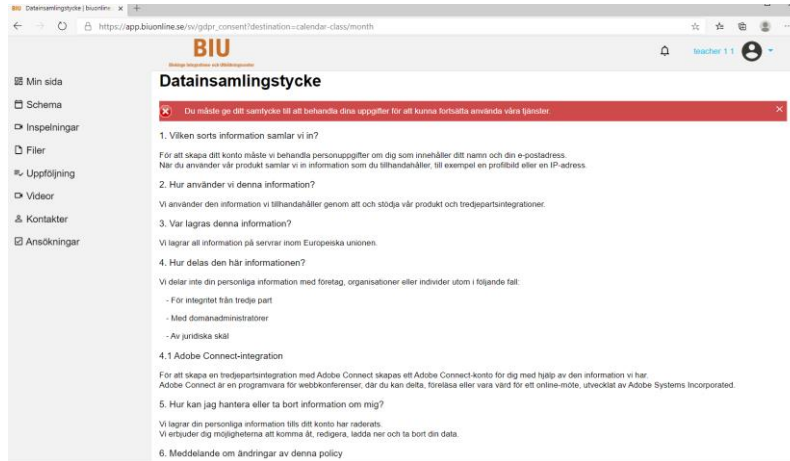 Datainsamlingstycke | biuonline
https://app.biuonline.se/sv/gdpr_consent?destination=calendar-class/month
BIU
teacher 1 1
Min sida
Schema
Inspelningar
Filer
Uppföljning
Videor
Kontakter
Ansökningar
Datainsamlingstycke
Du måste ge ditt samtycke till att behandla dina uppgifter för att kunna fortsätta använda våra tjänster.
1. Vilken sorts information samlar vi in?
För att skapa ditt konto måste vi behandla personuppgifter om dig som innehåller ditt namn och din e-postadress.
När du använder vår produkt samlar vi in information som du tillhandahåller, till exempel en profilbild eller en IP-adress.
2. Hur använder vi denna information?
Vi använder den information vi tillhandahåller genom att och stödja vår produkt och tredjepartsintegrationer.
3. Var lagras denna information?
Vi lagrar all information på servrar inom Europeiska unionen.
4. Hur delas den här informationen?
Vi delar inte din personliga information med företag, organisationer eller individer utom i följande fall:
- För integritet från tredje part
- Med domänadministratörer
- Av juridiska skäl
4.1 Adobe Connect-integration
För att skapa en tredjepartsintegration med Adobe Connect skapas ett Adobe Connect-konto för dig med hjälp av den information vi har.
Adobe Connect är en programvara för webbkonferenser, där du kan delta, föreläsa eller vara värd för ett online-möte, utvecklat av Adobe Systems Incorporated.
5. Hur kan jag hantera eller ta bort information om mig?
Vi lagrar din personliga information tills ditt konto har raderats.
Vi erbjuder dig möjligheterna att komma åt, redigera, ladda ner och ta bort din data.
6. Meddelande om ändringar av denna policy